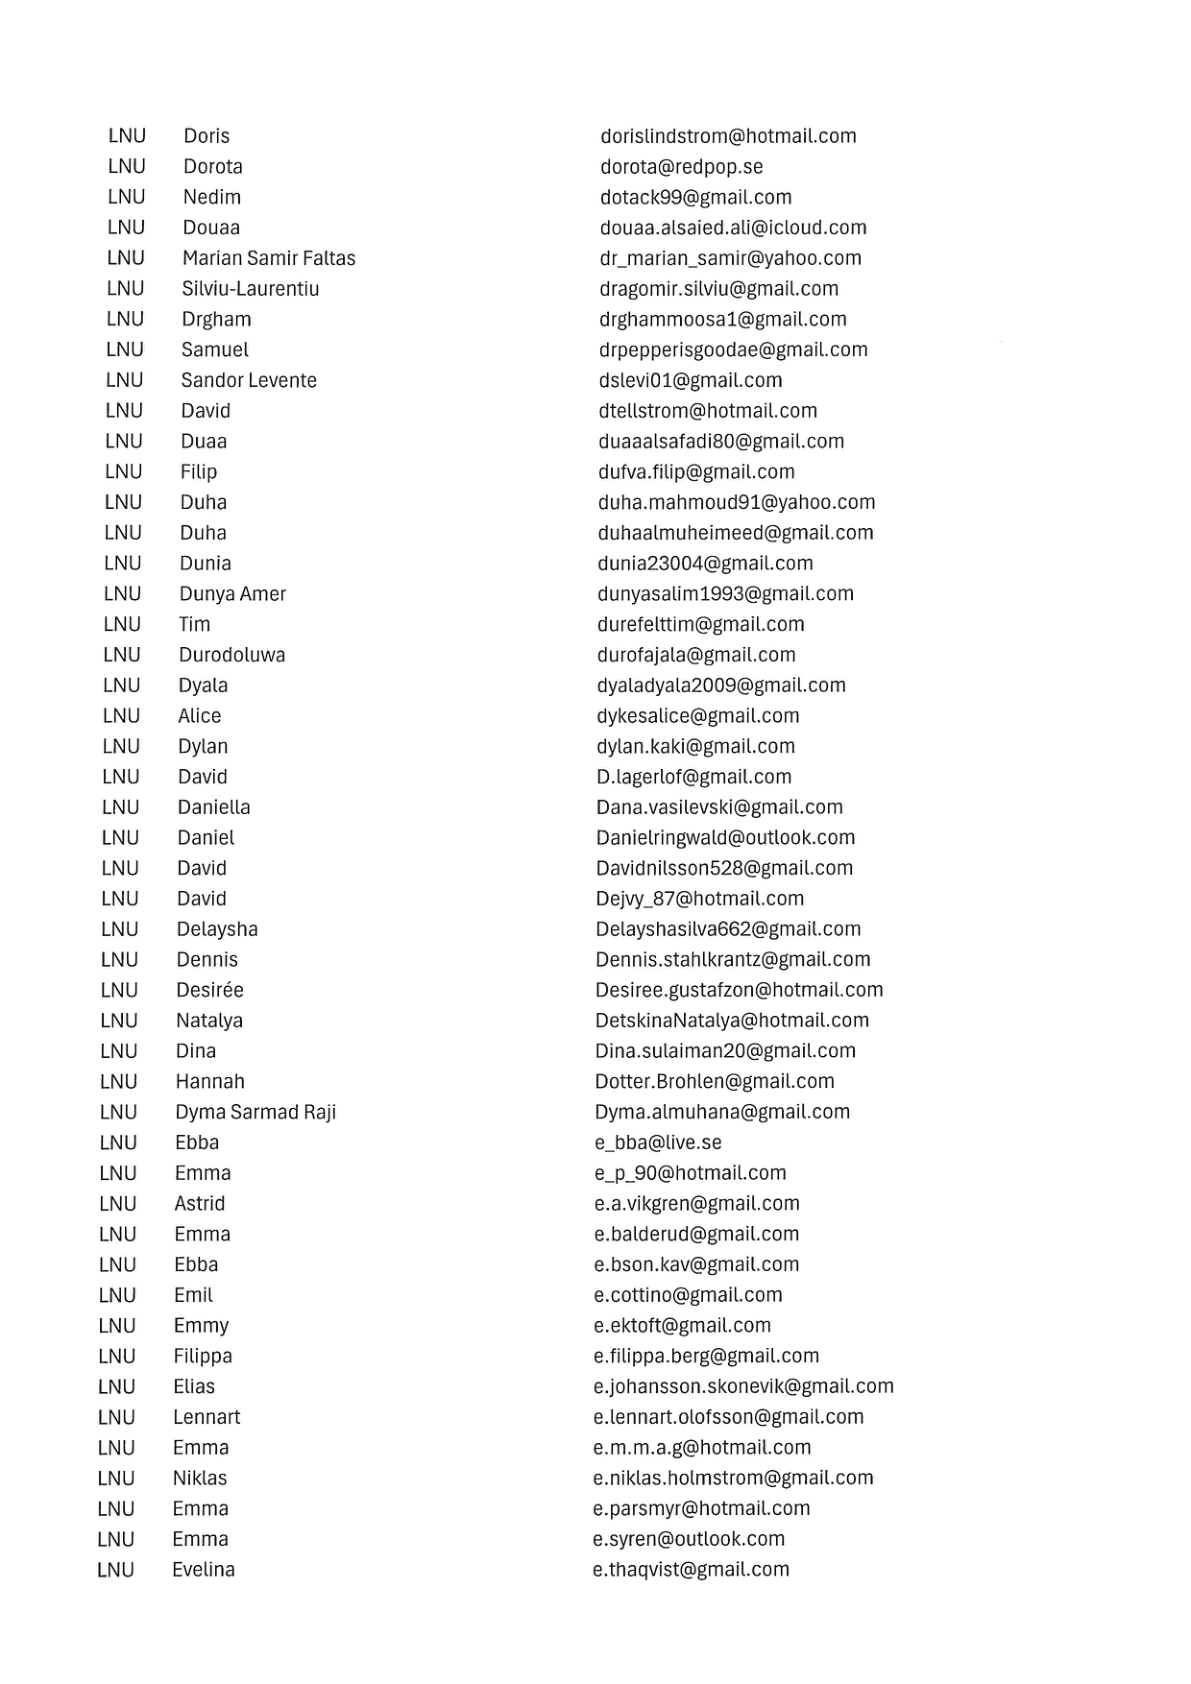 LNU Doris dorislindstrom@hotmail.com
LNU Dorota dorota@redpop.se
LNU Nedim dotack99@gmail.com
LNU Douaa douaa.alsaied.ali@icloud.com
LNU Marian Samir Faltas dr_marian_samir@yahoo.com
LNU Silviu-Laurentiu dragomir.silviu@gmail.com
LNU Drgham drghammoosa1@gmail.com
LNU Samuel drpepperisgoodae@gmail.com
LNU Sandor Levente dslevi01@gmail.com
LNU David dtellstrom@hotmail.com
LNU Duaa duaaalsafadi80@gmail.com
LNU Filip dufva.filip@gmail.com
LNU Duha duha.mahmoud91@yahoo.com
LNU Duha duhaalmuheimeed@gmail.com
LNU Dunia dunia23004@gmail.com
LNU Dunya Amer dunyasalim1993@gmail.com
LNU Tim durefelttim@gmail.com
LNU Durodoluwa durofajala@gmail.com
LNU Dyala dyaladyala2009@gmail.com
LNU Alice dykesalice@gmail.com
LNU Dylan dylan.kaki@gmail.com
LNU David D.lagerlof@gmail.com
LNU Daniella Dana.vasilevski@gmail.com
LNU Daniel Danielringwald@outlook.com
LNU David Davidnilsson528@gmail.com
LNU David Dejvy_87@hotmail.com
LNU Delaysha Delayshasilva662@gmail.com
LNU Dennis Dennis.stahlkrantz@gmail.com
LNU Desirée Desiree.gustafzon@hotmail.com
LNU Natalya DetskinaNatalya@hotmail.com
LNU Dina Dina.sulaiman20@gmail.com
LNU Hannah Dotter.Brohlen@gmail.com
LNU Dyma Sarmad Raji Dyma.almuhana@gmail.com
LNU Ebba e_bba@live.se
LNU Emma e_p_90@hotmail.com
LNU Astrid e.a.vikgren@gmail.com
LNU Emma e.balderud@gmail.com
LNU Ebba e.bson.kav@gmail.com
LNU Emil e.cottino@gmail.com
LNU Emmy e.ektoft@gmail.com
LNU Filippa e.filippa.berg@gmail.com
LNU Elias e.johansson.skonevik@gmail.com
LNU Lennart e.lennart.olofsson@gmail.com
LNU Emma e.m.m.a.g@hotmail.com
LNU Niklas e.niklas.holmstrom@gmail.com
LNU Emma e.parsmyr@hotmail.com
LNU Emma e.syren@outlook.com
LNU Evelina e.thaqvist@gmail.com